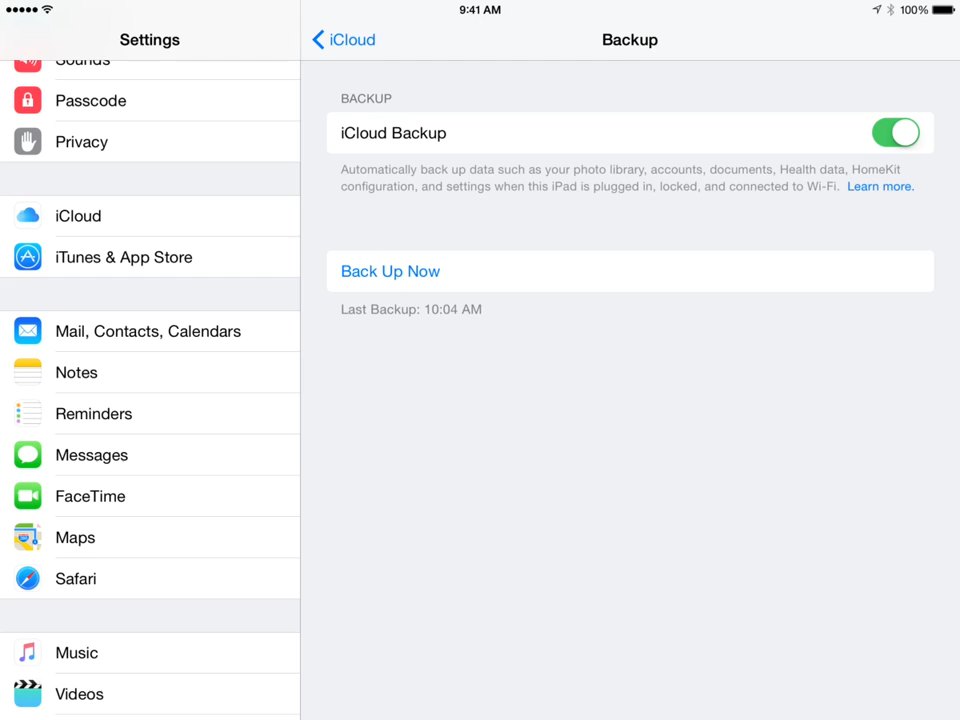 9:41 AM
100%
Settings
Sounds
Passcode
Privacy
iCloud
iTunes & App Store
Mail, Contacts, Calendars
Notes
Reminders
Messages
FaceTime
Maps
Safari
Music
Videos
iCloud
Backup
BACKUP
iCloud Backup
Automatically back up data such as your photo library, accounts, documents, Health data, HomeKit
configuration, and settings when this iPad is plugged in, locked, and connected to Wi-Fi. Learn more.
Back Up Now
Last Backup: 10:04 AM